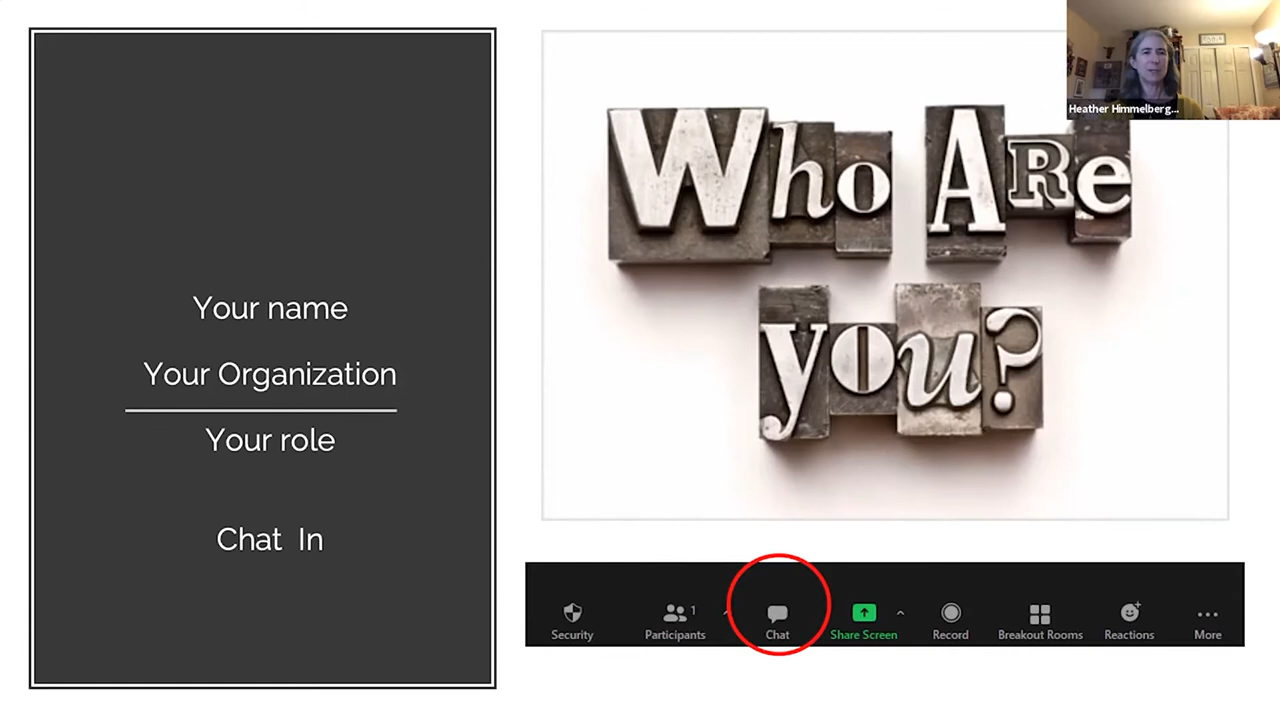 Your name
Your Organization
Your role
Chat In
Who Are
you?
Heather Himmelberg...
Security
Participants
1
Chat
Share Screen
Record
Breakout Rooms
Reactions
More